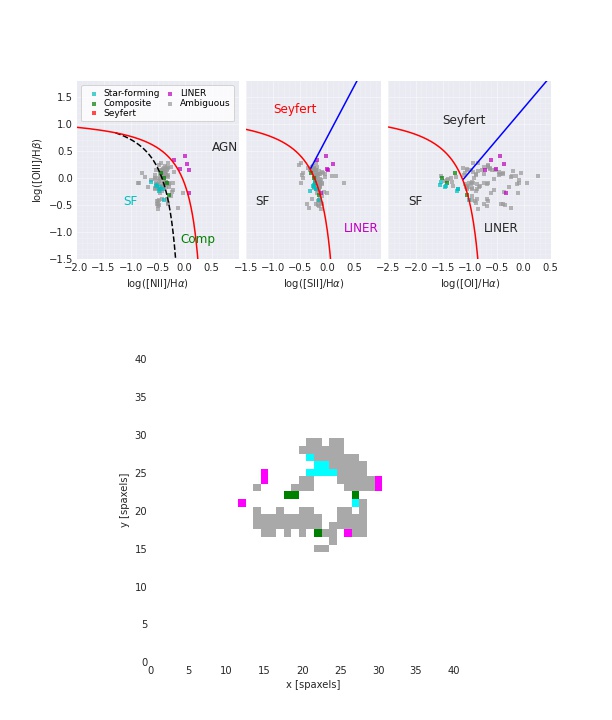 Star-forming
Composite
Seyfert
LINER
Ambiguous
1.5
1.0
0.5
0.0
−0.5
−1.0
−1.5
log([OIII]/Hβ)
AGN
SF
Comp
−2.0 −1.5 −1.0 −0.5 0.0 0.5
log([NII]/Hα)
Seyfert
SF
LINER
−1.0 −0.5 0.0 0.5
log([SII]/Hα)
Seyfert
SF
LINER
−2.5 −2.0 −1.5 −1.0 −0.5 0.0 0.5
log([OI]/Hα)
40
35
30
25
20
15
10
5
0
y [spaxels]
0 5 10 15 20 25 30 35 40
x [spaxels]